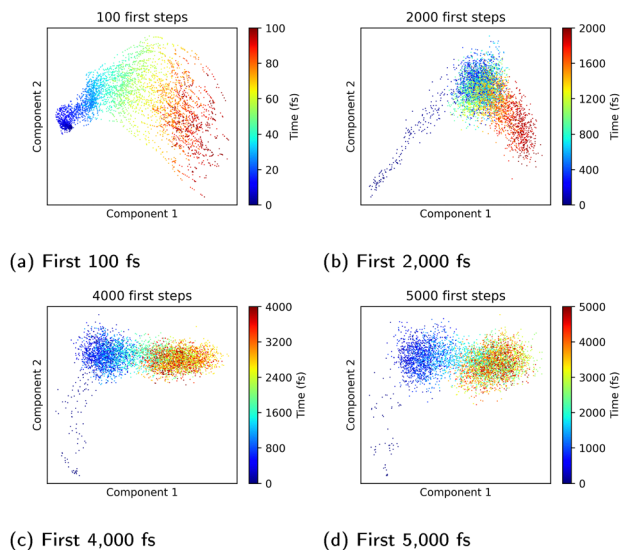 100 first steps
Component 2
Component 1
100
80
60
40
20
0
Time (fs)
(a) First 100 fs
2000 first steps
Component 2
Component 1
2000
1600
1200
800
400
0
Time (fs)
(b) First 2,000 fs
4000 first steps
Component 2
Component 1
4000
3200
2400
1600
800
0
Time (fs)
(c) First 4,000 fs
5000 first steps
Component 2
Component 1
5000
4000
3000
2000
1000
0
Time (fs)
(d) First 5,000 fs